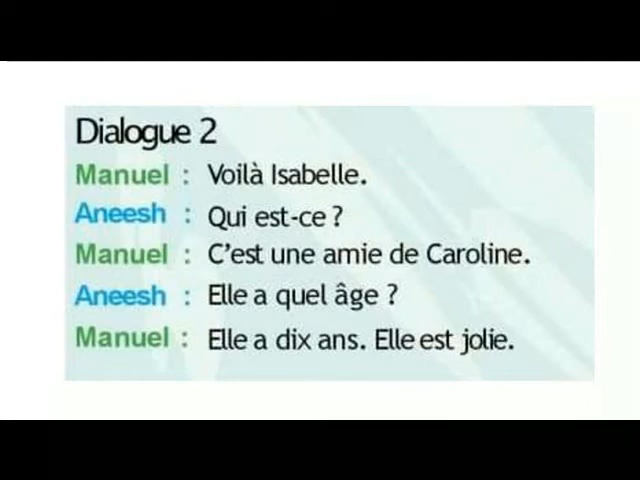 Dialogue 2
Manuel : Voilà Isabelle.
Aneesh : Qui est-ce ?
Manuel : C'est une amie de Caroline.
Aneesh : Elle a quel âge ?
Manuel : Elle a dix ans. Elle est jolie.